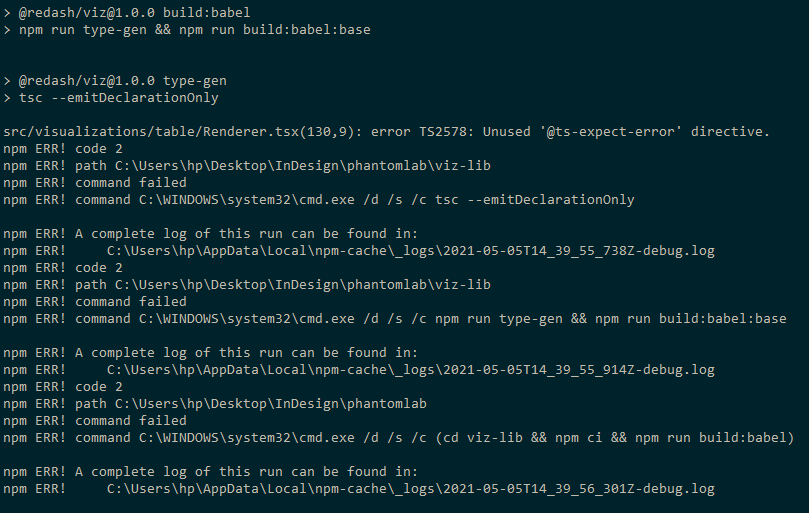 > @redash/viz@1.0.0 build:babel
> npm run type-gen && npm run build:babel:base
> @redash/viz@1.0.0 type-gen
> tsc --emitDeclarationOnly
src/visualizations/table/Renderer.tsx(130,9): error TS2578: Unused '@ts-expect-error' directive.
npm ERR! code 2
npm ERR! path C:\Users\hp\Desktop\InDesign\phantomlab\viz-lib
npm ERR! command failed
npm ERR! command C:\WINDOWS\system32\cmd.exe /d /s /c tsc --emitDeclarationOnly
npm ERR! A complete log of this run can be found in:
npm ERR!     C:\Users\hp\AppData\Local\npm-cache\_logs\2021-05-05T14_39_55_738Z-debug.log
npm ERR! code 2
npm ERR! path C:\Users\hp\Desktop\InDesign\phantomlab\viz-lib
npm ERR! command failed
npm ERR! command C:\WINDOWS\system32\cmd.exe /d /s /c npm run type-gen && npm run build:babel:base
npm ERR! A complete log of this run can be found in:
npm ERR!     C:\Users\hp\AppData\Local\npm-cache\_logs\2021-05-05T14_39_55_914Z-debug.log
npm ERR! code 2
npm ERR! path C:\Users\hp\Desktop\InDesign\phantomlab
npm ERR! command failed
npm ERR! command C:\WINDOWS\system32\cmd.exe /d /s /c (cd viz-lib && npm ci && npm run build:babel)
npm ERR! A complete log of this run can be found in:
npm ERR!     C:\Users\hp\AppData\Local\npm-cache\_logs\2021-05-05T14_39_56_301Z-debug.log